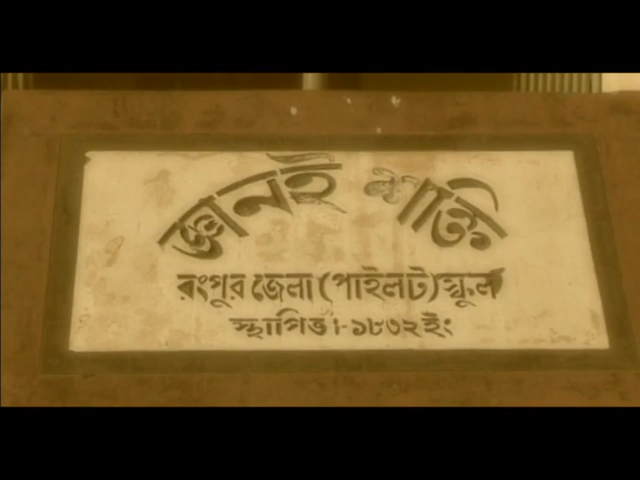 জ্ঞানই শক্তি
রংপুর জেলা (পাইলট) স্কুল
স্থাপিত :-১৮৩২ ইং